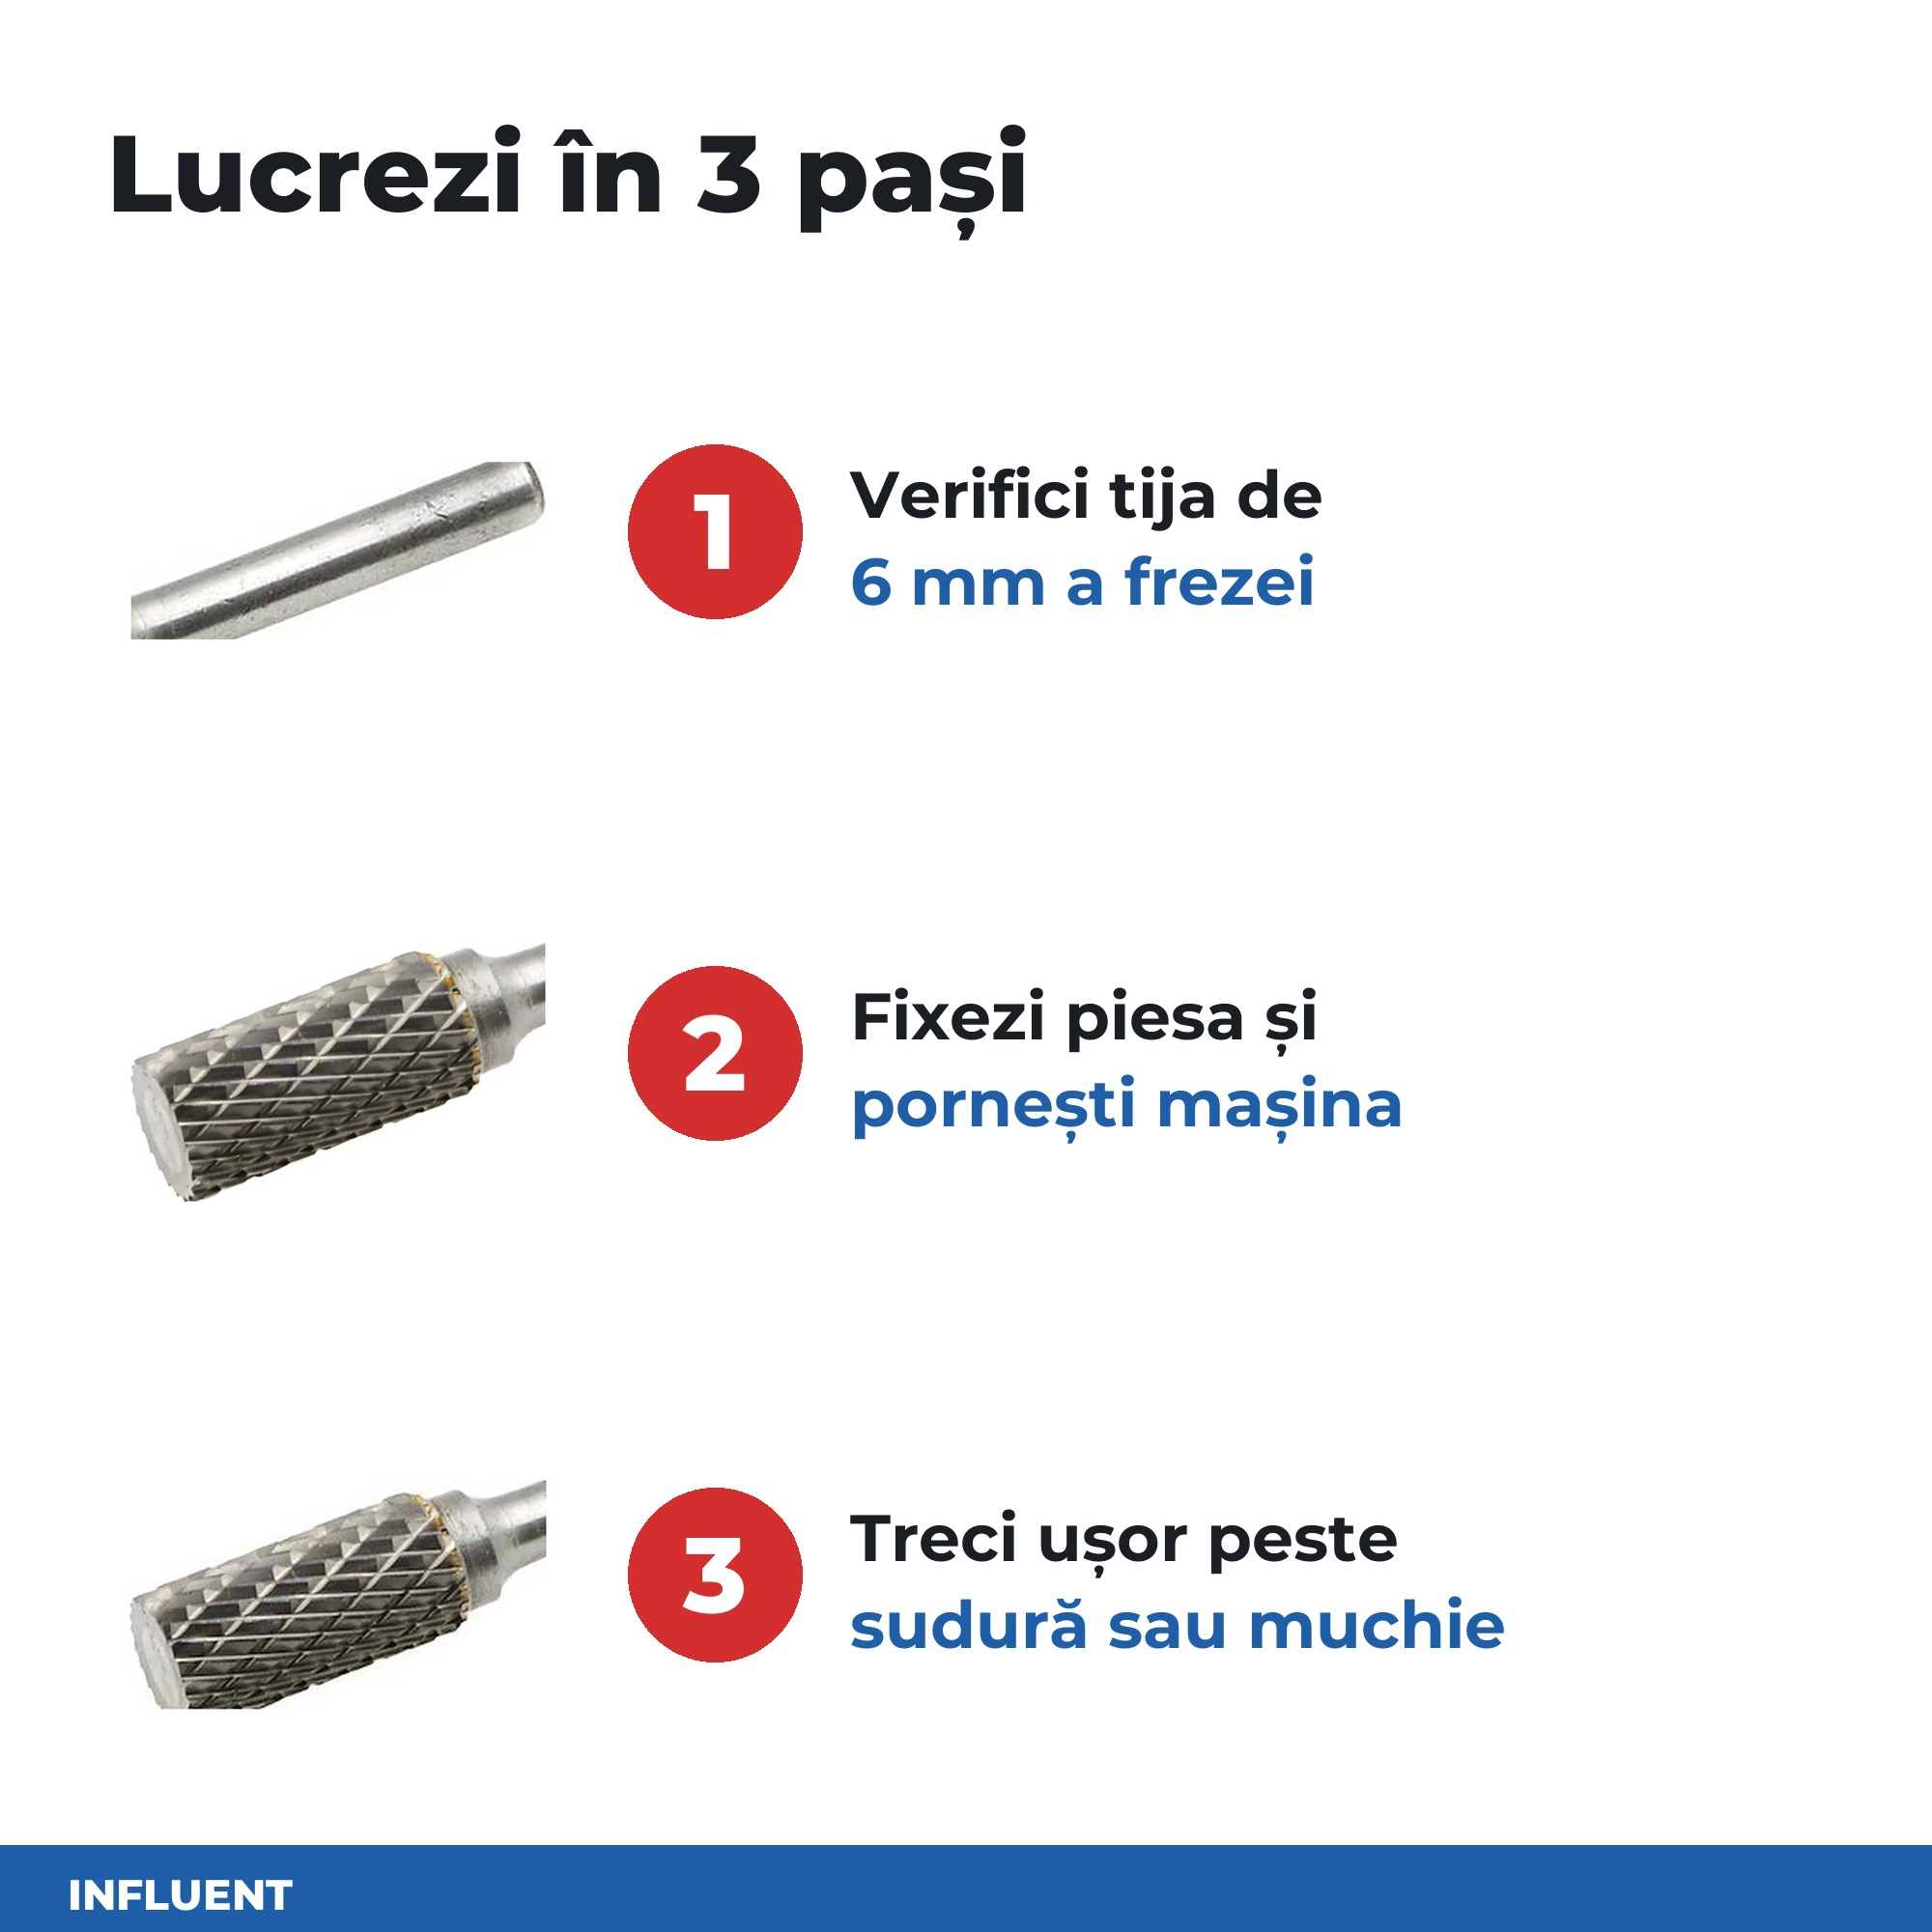 Lucrezi în 3 pași
1
Verifici tija de
6 mm a frezei
2
Fixezi piesa și
pornești mașina
3
Treci ușor peste
sudură sau muchie
INFLUENT